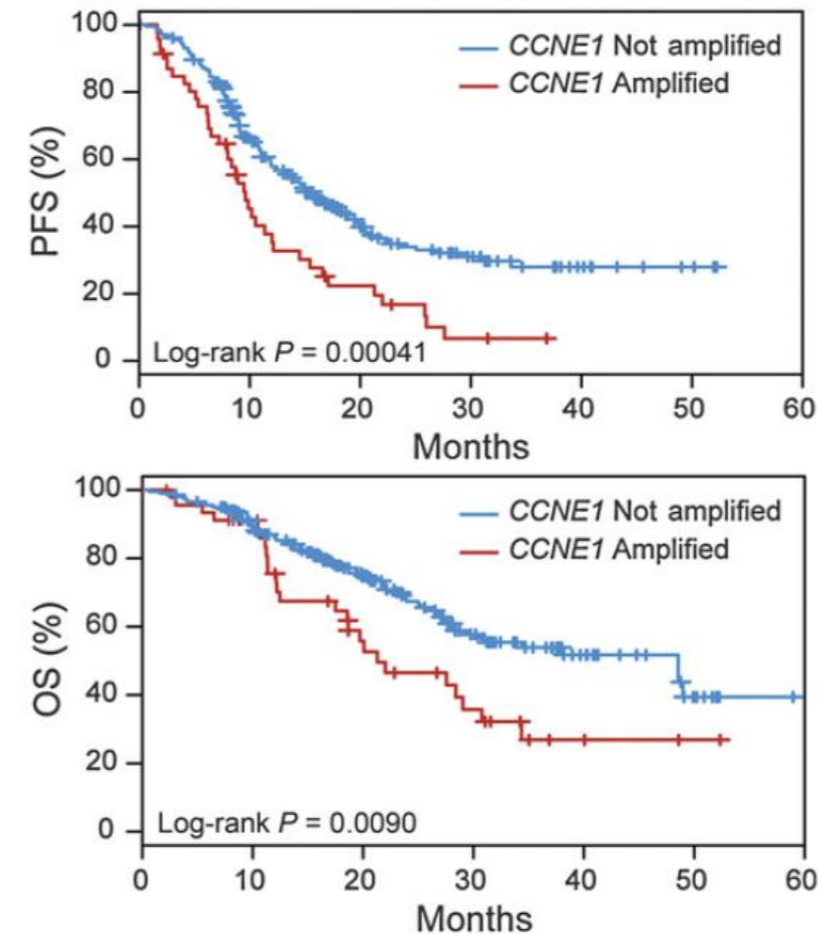 100
80
60
40
20
0
PFS (%)
CCNE1 Not amplified
CCNE1 Amplified
Log-rank P = 0.00041
0 10 20 30 40 50 60
Months
100
80
60
40
20
0
OS (%)
CCNE1 Not amplified
CCNE1 Amplified
Log-rank P = 0.0090
0 10 20 30 40 50 60
Months